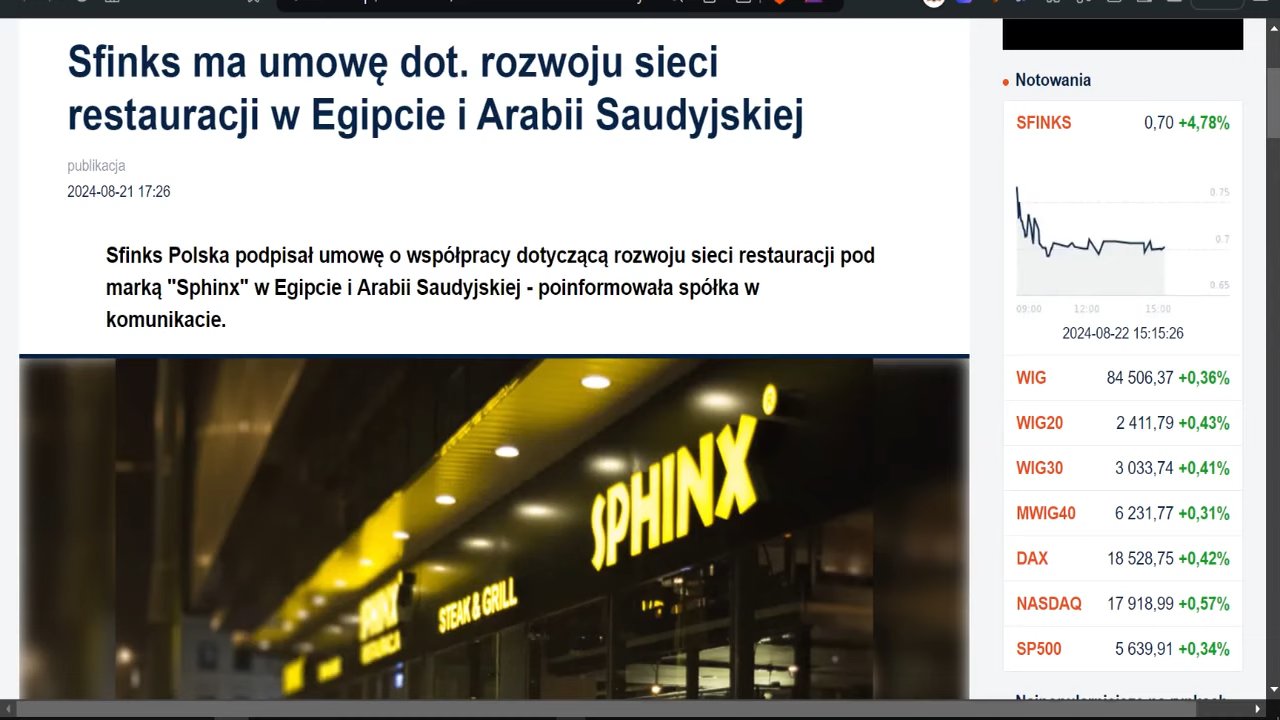 Sfinks ma umowę dot. rozwoju sieci
restauracji w Egipcie i Arabii Saudyjskiej
publikacja
2024-08-21 17:26
Sfinks Polska podpisał umowę o współpracy dotyczącą rozwoju sieci restauracji pod
marką "Sphinx" w Egipcie i Arabii Saudyjskiej - poinformowała spółka w
komunikacie.
SPHINX®
STEAK & GRILL
SPHINX
Notowania
SFINKS 0,70 +4,78%
0.75
0.7
0.65
09:00 12:00 15:00
2024-08-22 15:15:26
WIG 84 506,37 +0,36%
WIG20 2 411,79 +0,43%
WIG30 3 033,74 +0,41%
MWIG40 6 231,77 +0,31%
DAX 18 528,75 +0,42%
NASDAQ 17 918,99 +0,57%
SP500 5 639,91 +0,34%